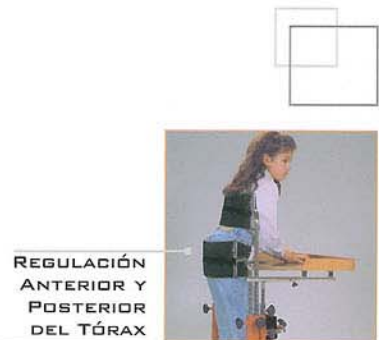 REGULACIÓN
ANTERIOR Y
POSTERIOR
DEL TÓRAX